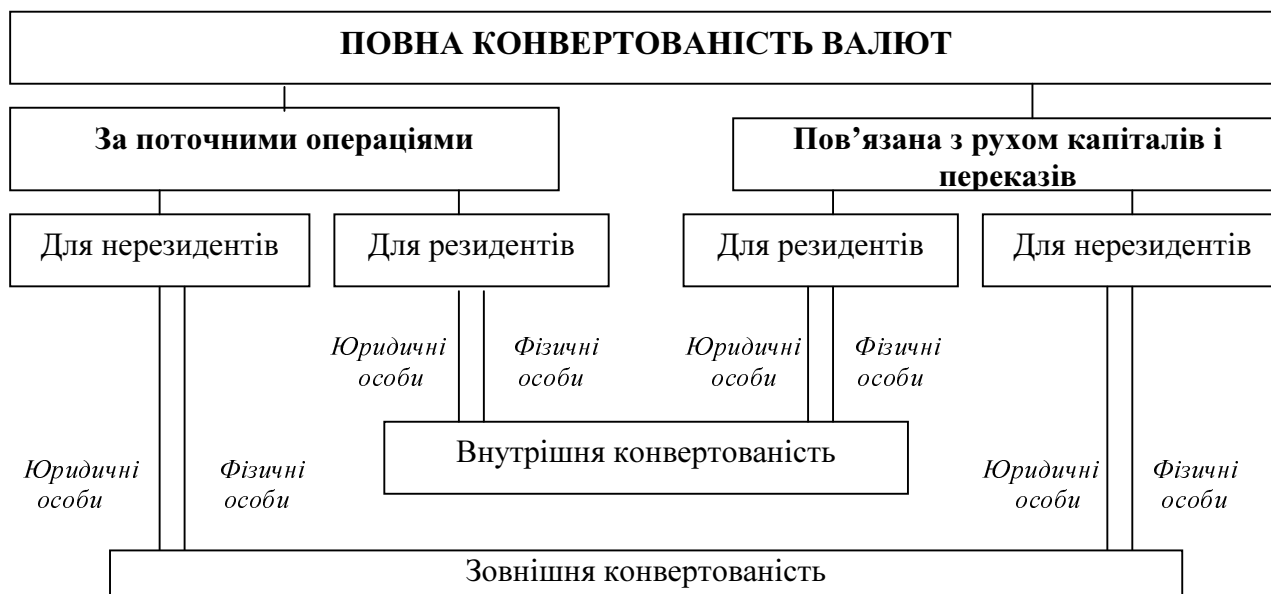 ПОВНА КОНВЕРТОВАНІСТЬ ВАЛЮТ
За поточними операціями
Пов’язана з рухом капіталів і
переказів
Для нерезидентів
Для резидентів
Для резидентів
Для нерезидентів
Юридичні
особи
Фізичні
особи
Юридичні
особи
Фізичні
особи
Внутрішня конвертованість
Юридичні
особи
Фізичні
особи
Юридичні
особи
Фізичні
особи
Зовнішня конвертованість